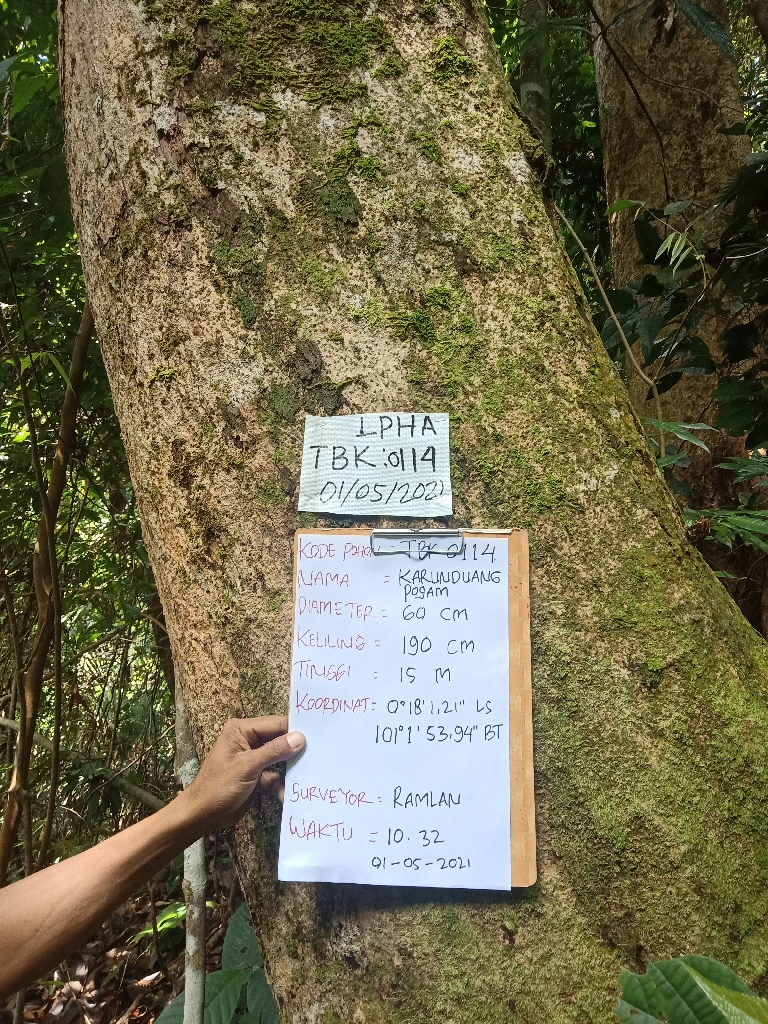 LPHA
TBK:0114
01/05/2021
KODE POHON = TBK 0114
NAMA = KARUNDUANG
POGAM
DIAMETER = 60 CM
KELILING = 190 CM
TINGGI = 15 M
KOORDINAT = 0°18'1,21" LS
101°1'53,94" BT
SURVEYOR = RAMLAN
WAKTU = 10.32
01-05-2021